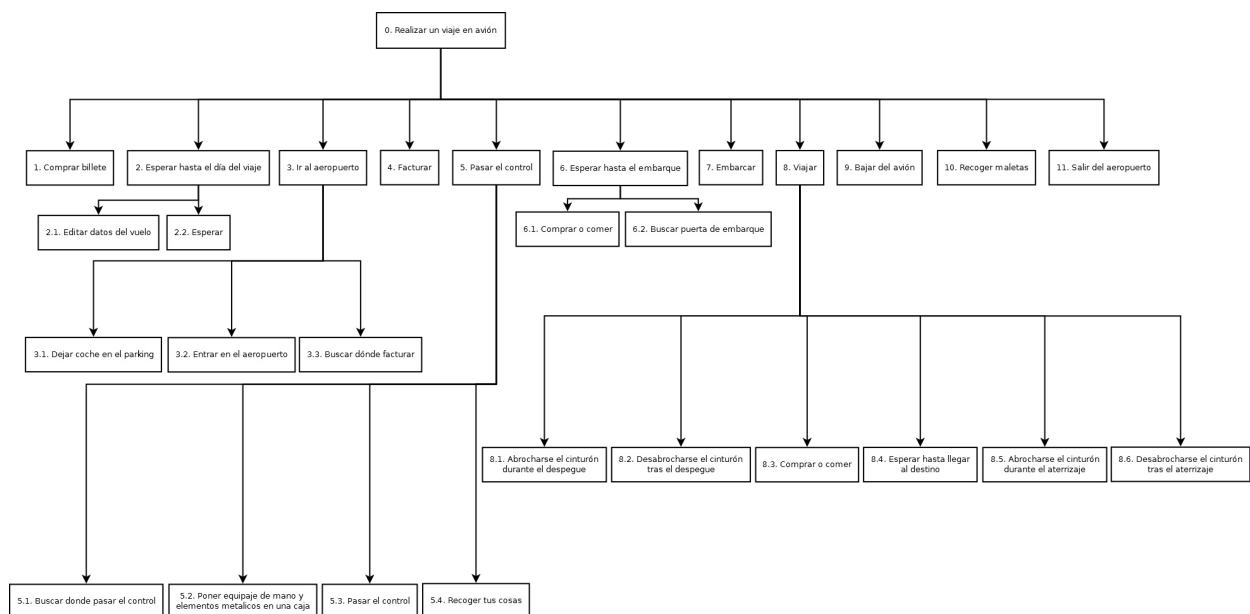 0. Realizar un viaje en avión
1. Comprar billete
2. Esperar hasta el día del viaje
3. Ir al aeropuerto
4. Facturar
5. Pasar el control
6. Esperar hasta el embarque
7. Embarcar
8. Viajar
9. Bajar del avión
10. Recoger maletas
11. Salir del aeropuerto
2.1. Editar datos del vuelo
2.2. Esperar
6.1. Comprar o comer
6.2. Buscar puerta de embarque
3.1. Dejar coche en el parking
3.2. Entrar en el aeropuerto
3.3. Buscar dónde facturar
8.1. Abrocharse el cinturón
durante el despegue
8.2. Desabrocharse el cinturón
tras el despegue
8.3. Comprar o comer
8.4. Esperar hasta llegar
al destino
8.5. Abrocharse el cinturón
durante el aterrizaje
8.6. Desabrocharse el cinturón
tras el aterrizaje
5.1. Buscar donde pasar el control
5.2. Poner equipaje de mano y
elementos metalicos en una caja
5.3. Pasar el control
5.4. Recoger tus cosas